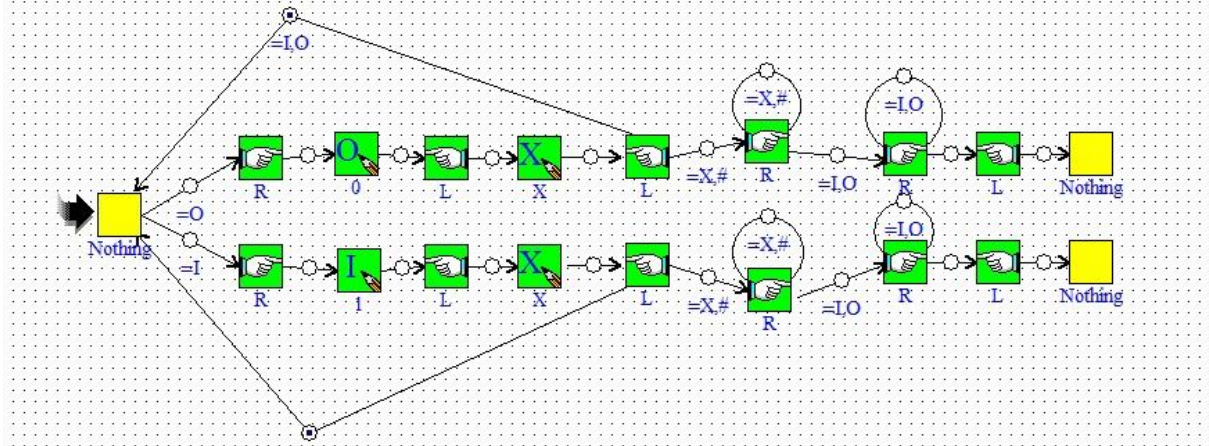 =I,O
=X,#
=I,O
O
X
R
0
L
X
L
=X,#
R
=I,O
R
L
Nothing
=O
Nothing
=I
=X,#
=I,O
I
X
R
1
L
X
L
=X,#
R
=I,O
R
L
Nothing